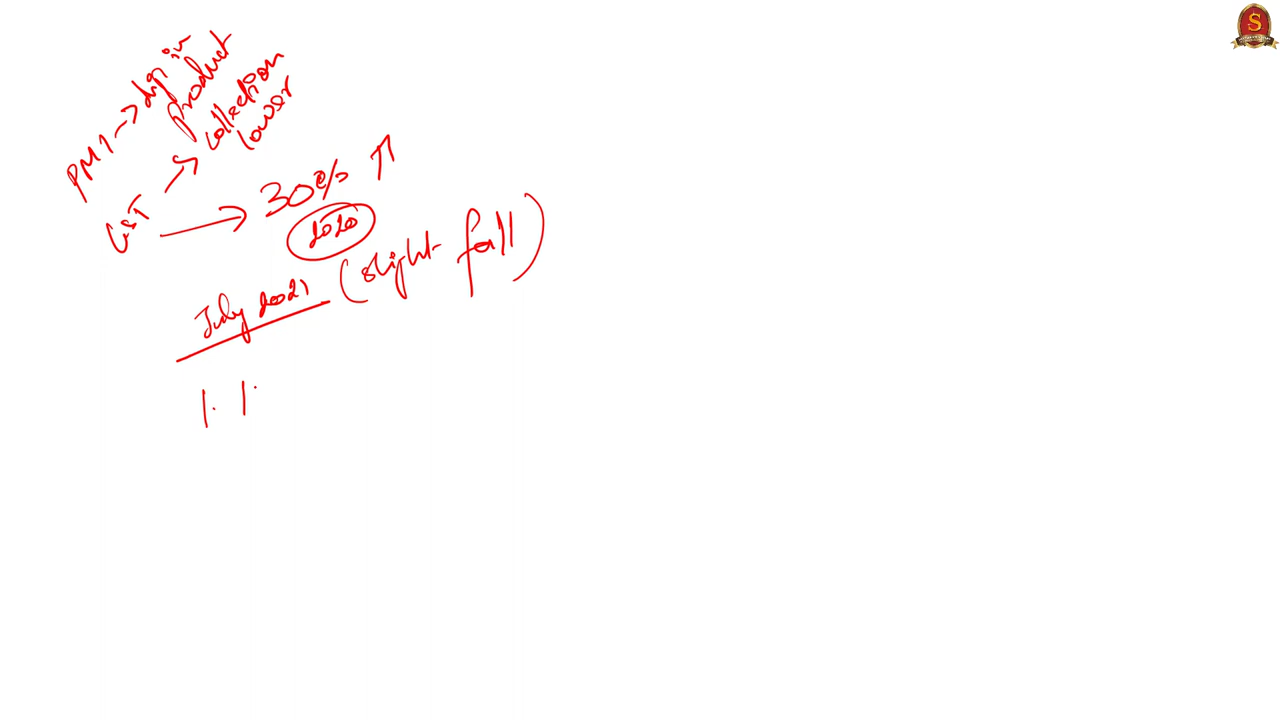 PMI → dip in
product
GST → collection
lower
→ 30% ↑
2020
July 2021 (slight fall)
1.1
S